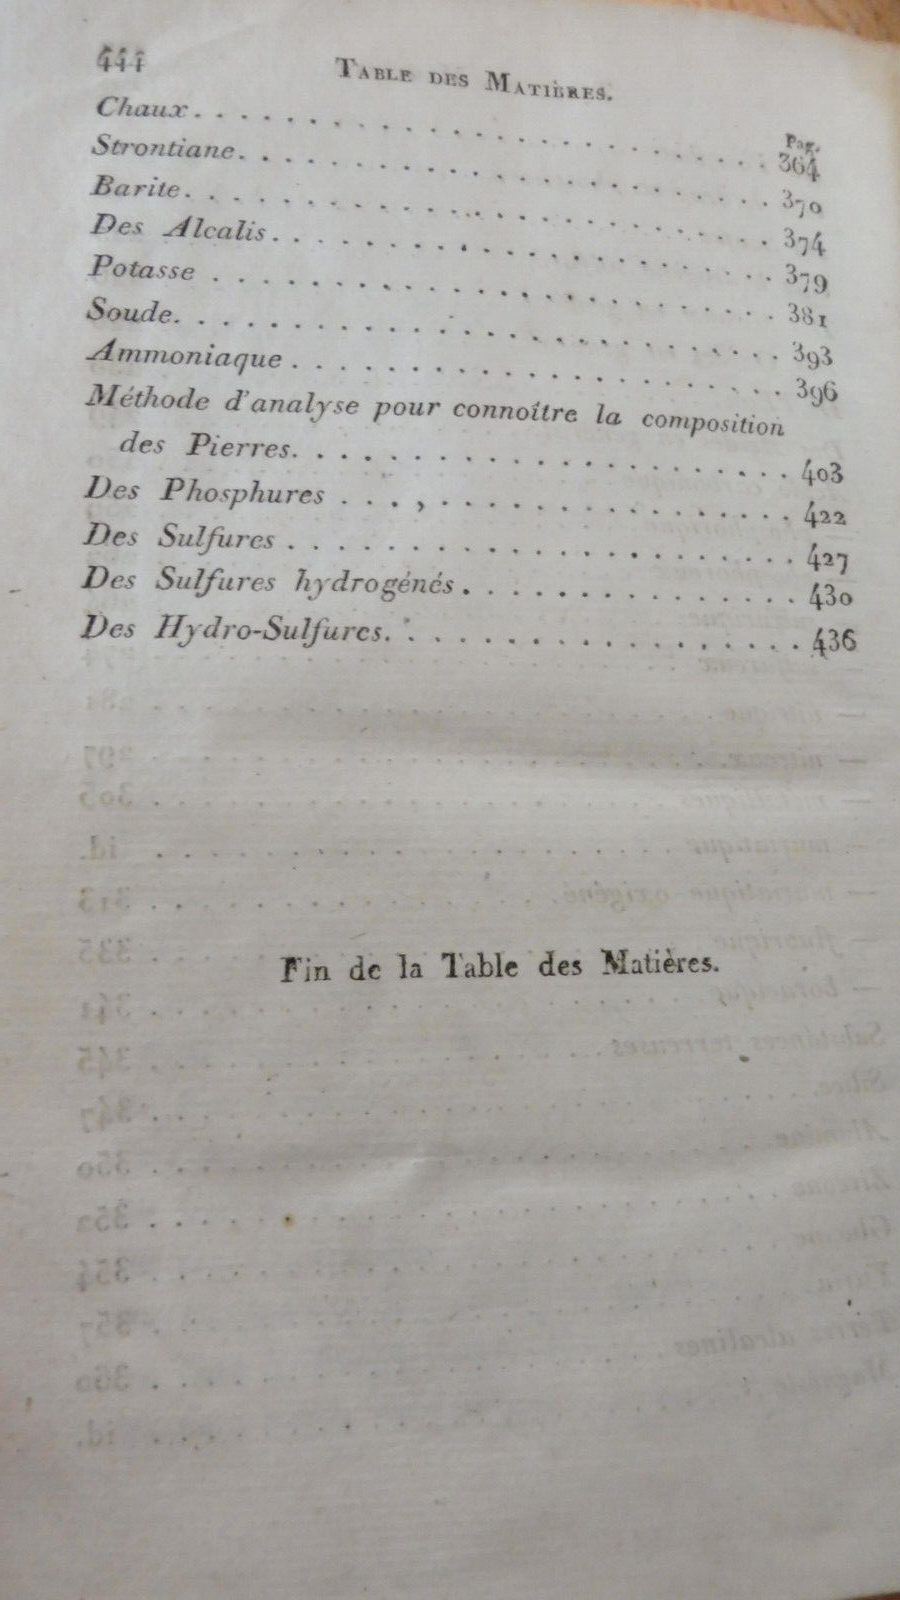 444 TABLE DES MATIÈRES.
Pag.
Chaux. . . . . . . . . . . . . . . . . . . . 364
Strontiane. . . . . . . . . . . . . . . . . . 370
Barite. . . . . . . . . . . . . . . . . . . . 374
Des Alcalis. . . . . . . . . . . . . . . . . . 379
Potasse . . . . . . . . . . . . . . . . . . . 381
Soude. . . . . . . . . . . . . . . . . . . . 393
Ammoniaque . . . . . . . . . . . . . . . . . 396
Méthode d'analyse pour connoître la composition
des Pierres. . . . . . . . . . . . . . . . . . 403
Des Phosphures . . . , . . . . . . . . . . . . 422
Des Sulfures . . . . . . . . . . . . . . . . . 427
Des Sulfures hydrogénés . . . . . . . . . . . . 430
Des Hydro-Sulfures. . . . . . . . . . . . . . . 436
Fin de la Table des Matières.